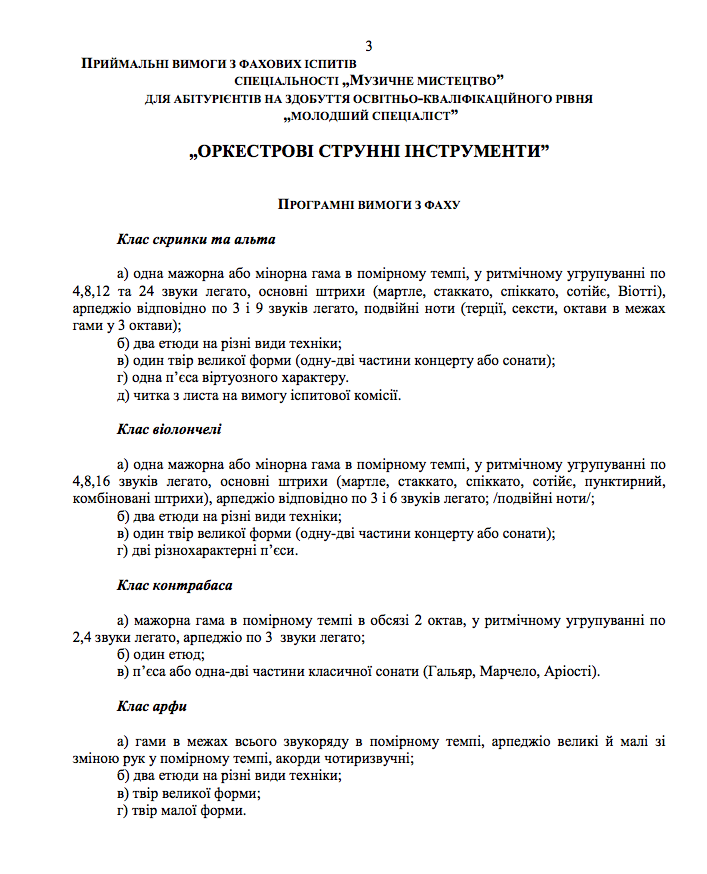 3
ПРИЙМАЛЬНІ ВИМОГИ З ФАХОВИХ ІСПИТІВ
СПЕЦІАЛЬНОСТІ „МУЗИЧНЕ МИСТЕЦТВО”
ДЛЯ АБІТУРІЄНТІВ НА ЗДОБУТТЯ ОСВІТНЬО-КВАЛІФІКАЦІЙНОГО РІВНЯ
„МОЛОДШИЙ СПЕЦІАЛІСТ”
„ОРКЕСТРОВІ СТРУННІ ІНСТРУМЕНТИ”
ПРОГРАМНІ ВИМОГИ З ФАХУ
Клас скрипки та альта
а) одна мажорна або мінорна гама в помірному темпі, у ритмічному угрупуванні по
4,8,12 та 24 звуки легато, основні штрихи (мартле, стаккато, спіккато, сотійє, Віотті),
арпеджіо відповідно по 3 і 9 звуків легато, подвійні ноти (терції, сексти, октави в межах
гами у 3 октави);
б) два етюди на різні види техніки;
в) один твір великої форми (одну-дві частини концерту або сонати);
г) одна п’єса віртуозного характеру.
д) читка з листа на вимогу іспитової комісії.
Клас віолончелі
а) одна мажорна або мінорна гама в помірному темпі, у ритмічному угрупуванні по
4,8,16 звуків легато, основні штрихи (мартле, стаккато, спіккато, сотійє, пунктирний,
комбіновані штрихи), арпеджіо відповідно по 3 і 6 звуків легато; /подвійні ноти/;
б) два етюди на різні види техніки;
в) один твір великої форми (одну-дві частини концерту або сонати);
г) дві різнохарактерні п’єси.
Клас контрабаса
а) мажорна гама в помірному темпі в обсязі 2 октав, у ритмічному угрупуванні по
2,4 звуки легато, арпеджіо по 3 звуки легато;
б) один етюд;
в) п’єса або одна-дві частини класичної сонати (Гальяр, Марчело, Аріості).
Клас арфи
а) гами в межах всього звукоряду в помірному темпі, арпеджіо великі й малі зі
зміною рук у помірному темпі, акорди чотиризвучні;
б) два етюди на різні види техніки;
в) твір великої форми;
г) твір малої форми.